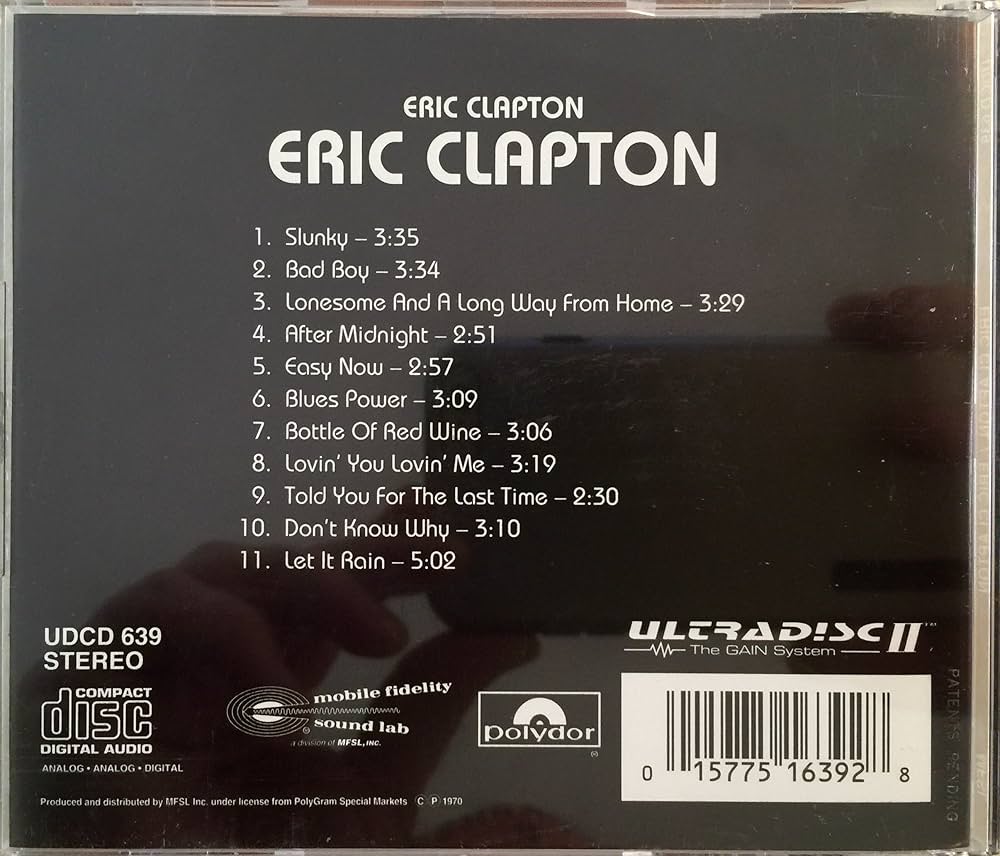 ERIC CLAPTON
ERIC CLAPTON
1. Slunky – 3:35
2. Bad Boy – 3:34
3. Lonesome And A Long Way From Home – 3:29
4. After Midnight – 2:51
5. Easy Now – 2:57
6. Blues Power – 3:09
7. Bottle Of Red Wine – 3:06
8. Lovin' You Lovin' Me – 3:19
9. Told You For The Last Time – 2:30
10. Don't Know Why – 3:10
11. Let It Rain – 5:02
UDCD 639
STEREO
COMPACT
disc
DIGITAL AUDIO
ANALOG • ANALOG • DIGITAL
mobile fidelity
sound lab
®
a division of MFSL, INC.
polydor
®
ULTRADISC II™
The GAIN System
0 15775 16392 8
PATENTS PENDING
Produced and distributed by MFSL Inc. under license from PolyGram Special Markets Ⓒ Ⓟ 1970